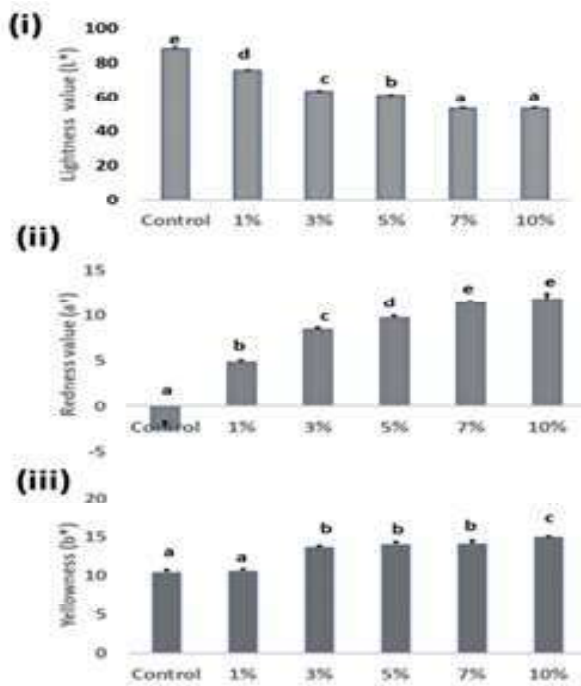 (i)
Lightness value (L*)
100
80
60
40
20
0
e
d
c
b
a
a
Control 1% 3% 5% 7% 10%
(ii)
Redness value (a*)
15
10
5
0
-5
a
b
c
d
e
e
Control 1% 3% 5% 7% 10%
(iii)
Yellowness (b*)
20
15
10
5
0
a
a
b
b
b
c
Control 1% 3% 5% 7% 10%